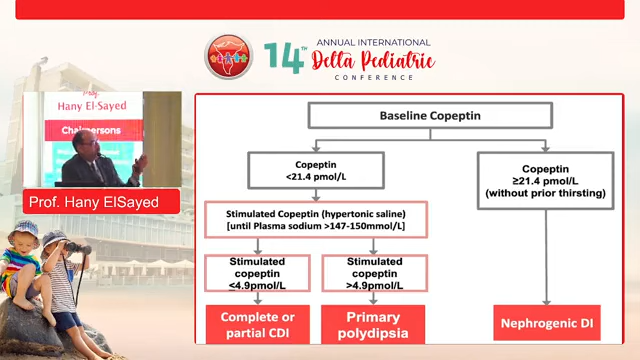 14TH
ANNUAL INTERNATIONAL
Delta Pediatric
CONFERENCE
Hany El-Sayed
Chairpersons
Prof. Hany ElSayed
Baseline Copeptin
Copeptin
<21.4 pmol/L
Copeptin
≥21.4 pmol/L
(without prior thirsting)
Stimulated Copeptin (hypertonic saline)
[until Plasma sodium >147-150mmol/L]
Stimulated
copeptin
≤4.9pmol/L
Stimulated
copeptin
>4.9pmol/L
Complete or
partial CDI
Primary
polydipsia
Nephrogenic DI